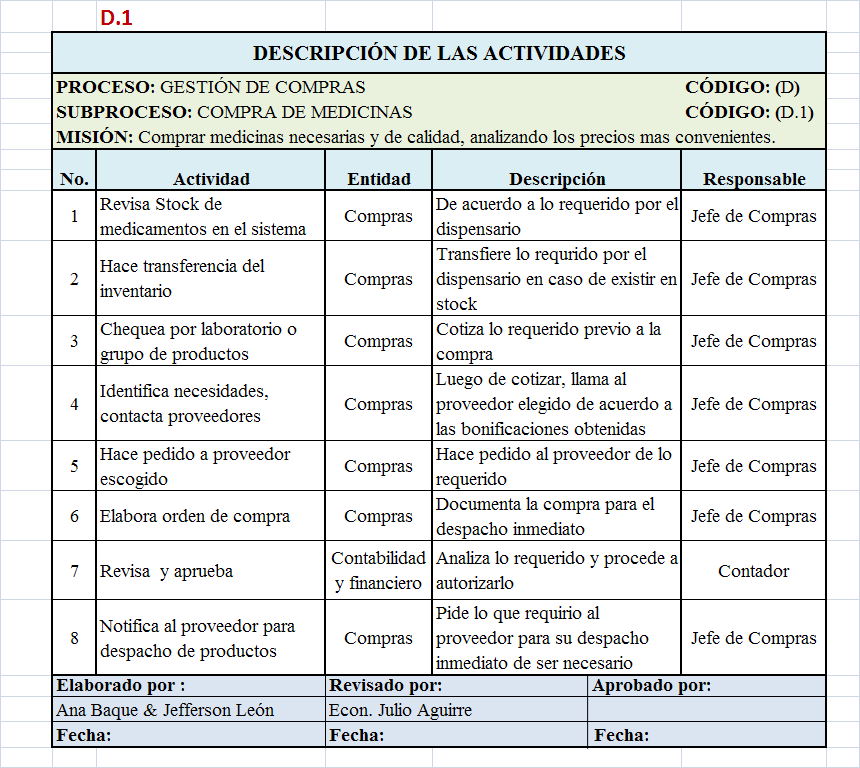 D.1
DESCRIPCIÓN DE LAS ACTIVIDADES
PROCESO: GESTIÓN DE COMPRAS CÓDIGO: (D)
SUBPROCESO: COMPRA DE MEDICINAS CÓDIGO: (D.1)
MISIÓN: Comprar medicinas necesarias y de calidad, analizando los precios mas convenientes.
No. Actividad Entidad Descripción Responsable
1
Revisa Stock de
medicamentos en el sistema
Compras
De acuerdo a lo requerido por el
dispensario
Jefe de Compras
2
Hace transferencia del
inventario
Compras
Transfiere lo requrido por el
dispensario en caso de existir en
stock
Jefe de Compras
3
Chequea por laboratorio o
grupo de productos
Compras
Cotiza lo requerido previo a la
compra
Jefe de Compras
4
Identifica necesidades,
contacta proveedores
Compras
Luego de cotizar, llama al
proveedor elegido de acuerdo a
las bonificaciones obtenidas
Jefe de Compras
5
Hace pedido a proveedor
escogido
Compras
Hace pedido al proveedor de lo
requerido
Jefe de Compras
6
Elabora orden de compra
Compras
Documenta la compra para el
despacho inmediato
Jefe de Compras
7
Revisa  y aprueba
Contabilidad
y financiero
Analiza lo requerido y procede a
autorizarlo
Contador
8
Notifica al proveedor para
despacho de productos
Compras
Pide lo que requirio al
proveedor para su despacho
inmediato de ser necesario
Jefe de Compras
Elaborado por : Revisado por: Aprobado por:
Ana Baque & Jefferson León Econ. Julio Aguirre
Fecha: Fecha: Fecha: